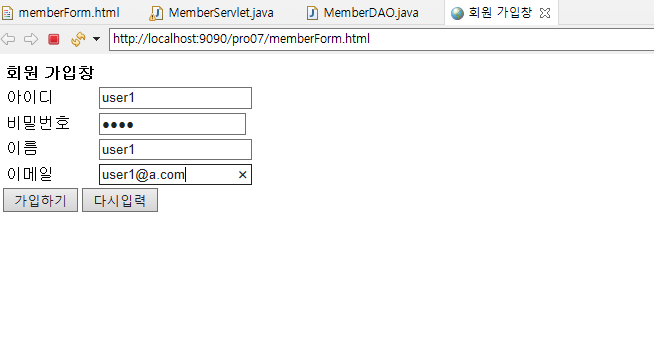 memberForm.html MemberServlet.java MemberDAO.java 회원 가입창
http://localhost:9090/pro07/memberForm.html
회원 가입창
아이디 user1
비밀번호 ●●●●
이름 user1
이메일 user1@a.com
가입하기 다시입력